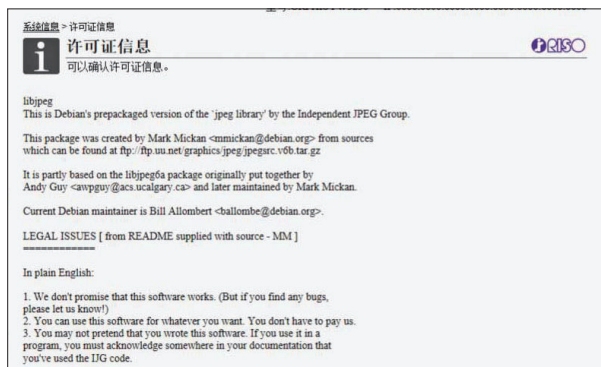 系统信息 > 许可证信息
许可证信息
RISO
可以确认许可证信息。
libjpeg
This is Debian's prepackaged version of the `jpeg library' by the Independent JPEG Group.
This package was created by Mark Mickan <mmickan@debian.org> from sources
which can be found at ftp://ftp.uu.net/graphics/jpeg/jpegsrc.v6b.tar.gz
It is partly based on the libjpeg6a package originally put together by
Andy Guy <awpguy@acs.ucalgary.ca> and later maintained by Mark Mickan.
Current Debian maintainer is Bill Allombert <ballombe@debian.org>.
LEGAL ISSUES [ from README supplied with source - MM ]
============
In plain English:
1. We don't promise that this software works. (But if you find any bugs,
please let us know!)
2. You can use this software for whatever you want. You don't have to pay us.
3. You may not pretend that you wrote this software. If you use it in a
program, you must acknowledge somewhere in your documentation that
you've used the IJG code.